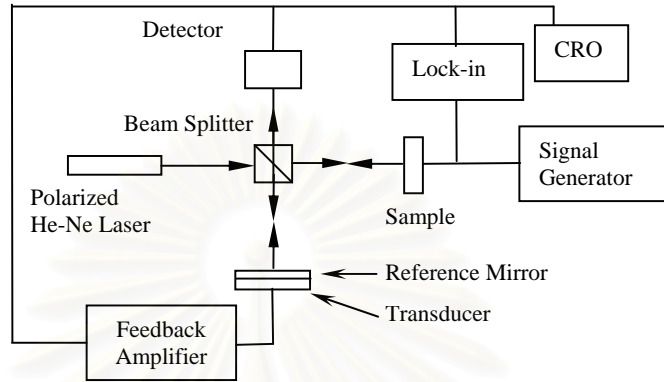 Detector
CRO
Lock-in
Beam Splitter
Signal
Generator
Polarized
He-Ne Laser
Sample
Reference Mirror
Transducer
Feedback
Amplifier